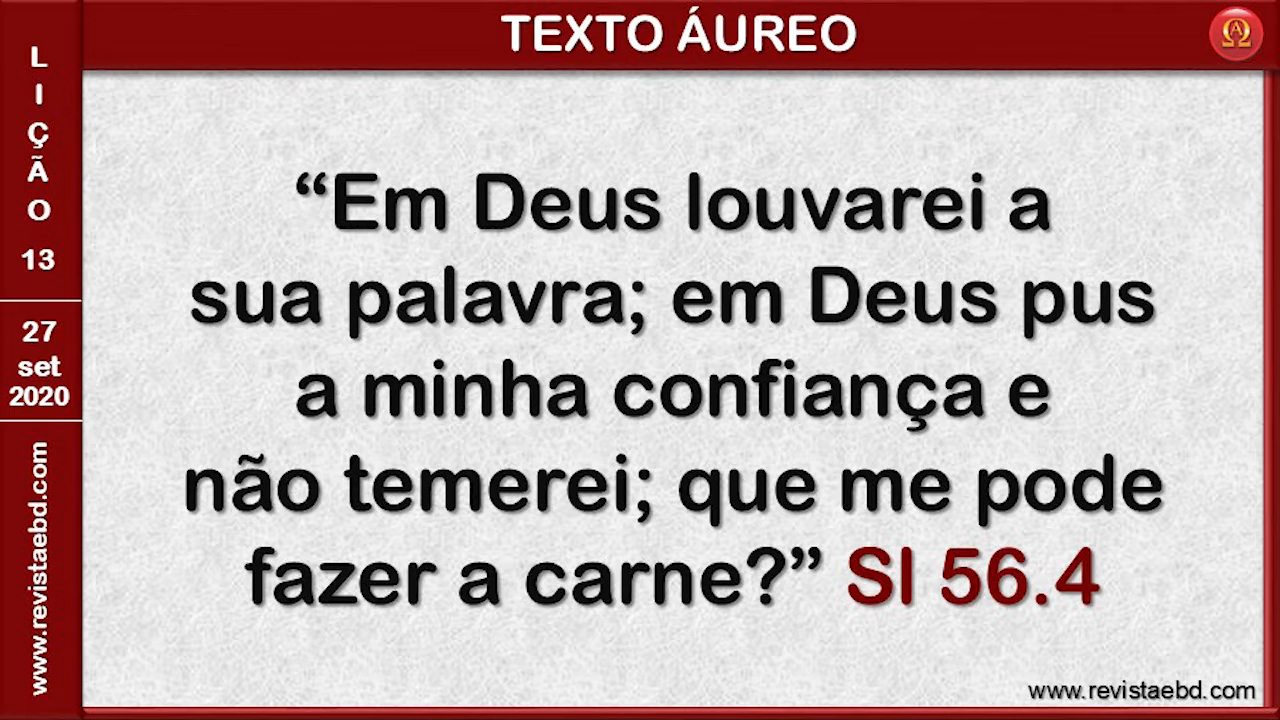 TEXTO ÁUREO
LIÇÃO
13
27
set
2020
www.revistaebd.com
“Em Deus louvarei a
sua palavra; em Deus pus
a minha confiança e
não temerei; que me pode
fazer a carne?” Sl 56.4
www.revistaebd.com